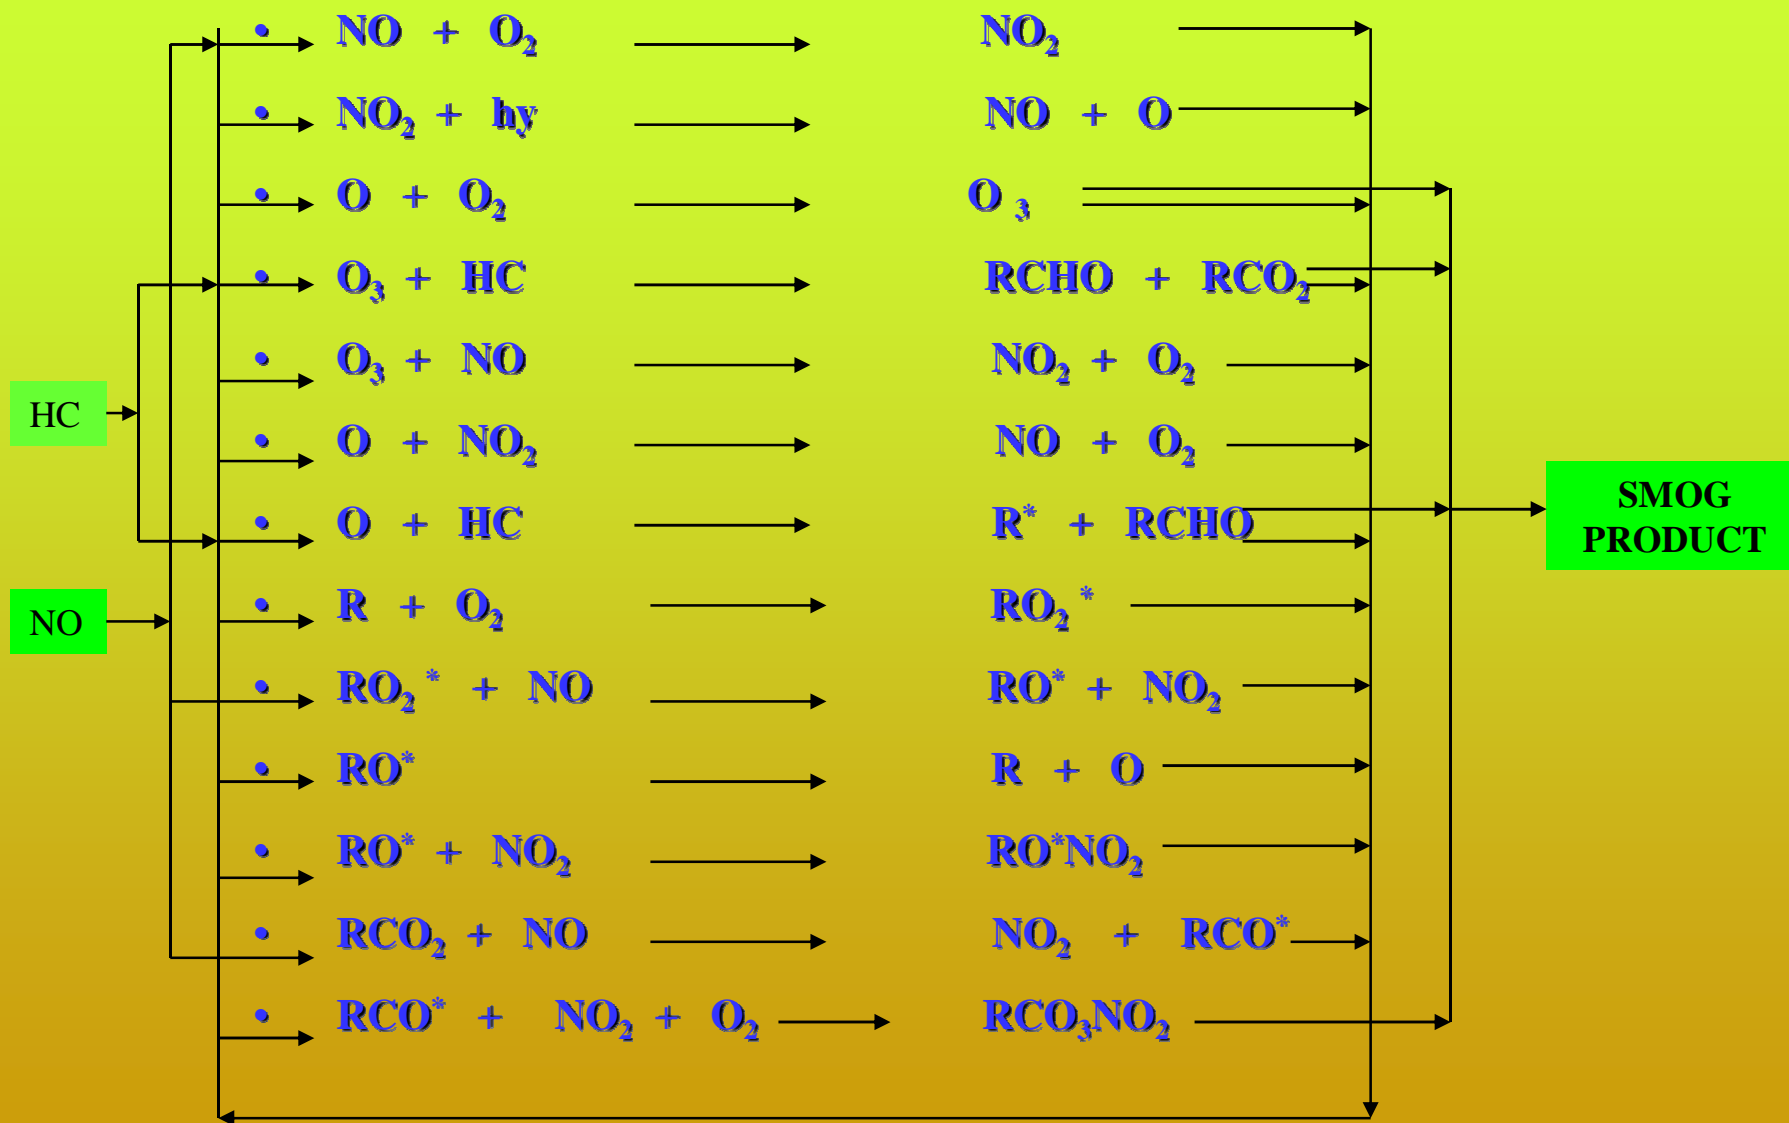 • NO + O₂ NO₂
• NO₂ + hy NO + O
• O + O₂ O ₃
• O₃ + HC RCHO + RCO₂
• O₃ + NO NO₂ + O₂
HC
• O + NO₂ NO + O₂
• O + HC R* + RCHO
SMOG
PRODUCT
• R + O₂ RO₂ *
NO
• RO₂ * + NO RO* + NO₂
• RO* R + O
• RO* + NO₂ RO*NO₂
• RCO₂ + NO NO₂ + RCO*
• RCO* + NO₂ + O₂ RCO₃NO₂